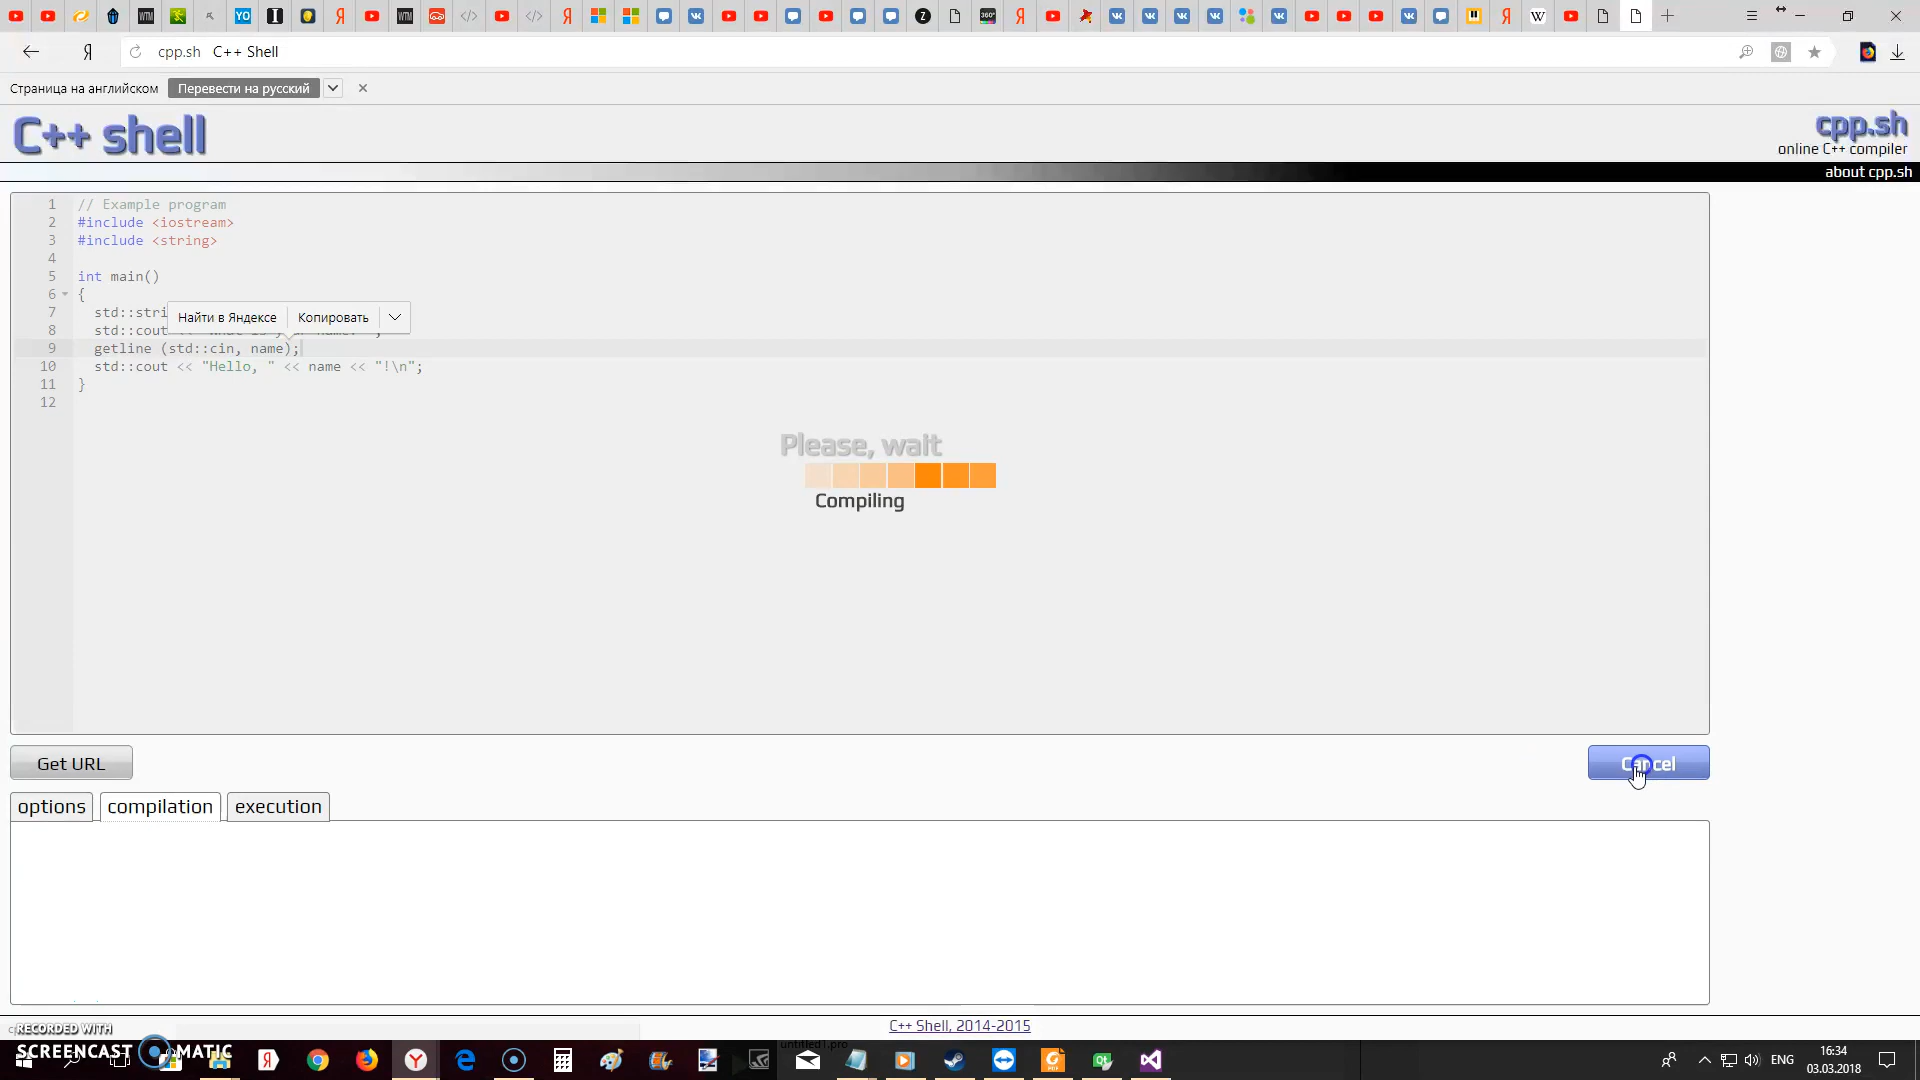 cpp.sh C++ Shell
Страница на английском Перевести на русский
C++ shell
cpp.sh
online C++ compiler
about cpp.sh
1 // Example program
2 #include <iostream>
3 #include <string>
4
5 int main()
6 {
7 std::stri
Найти в Яндексе Копировать
8 std::cout
9 getline (std::cin, name);
10 std::cout << "Hello, " << name << "!\n";
11 }
12
Please, wait
Compiling
Get URL
Cancel
options compilation execution
C++ Shell, 2014-2015
RECORDED WITH
SCREENCAST MATIC
untitled1.pro
ENG
16:34
03.03.2018